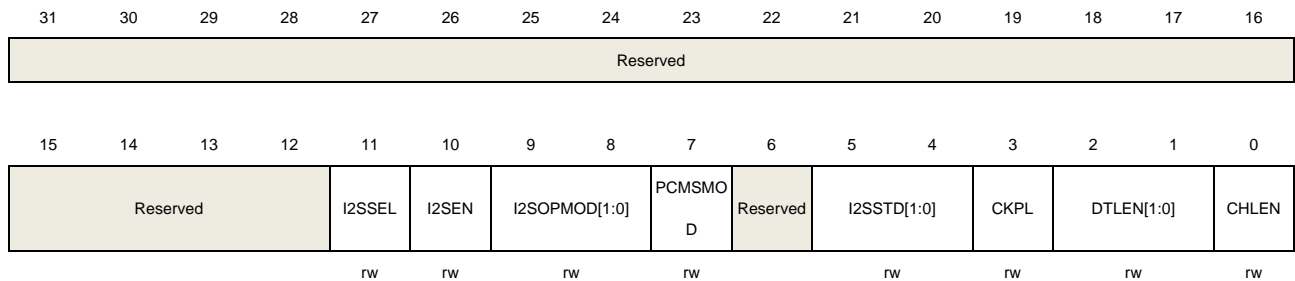 31 30 29 28 27 26 25 24 23 22 21 20 19 18 17 16
Reserved
15 14 13 12 11 10 9 8 7 6 5 4 3 2 1 0
Reserved I2SSEL I2SEN I2SOPMOD[1:0] PCMSMO
D Reserved I2SSTD[1:0] CKPL DTLEN[1:0] CHLEN
rw rw rw rw rw rw rw rw